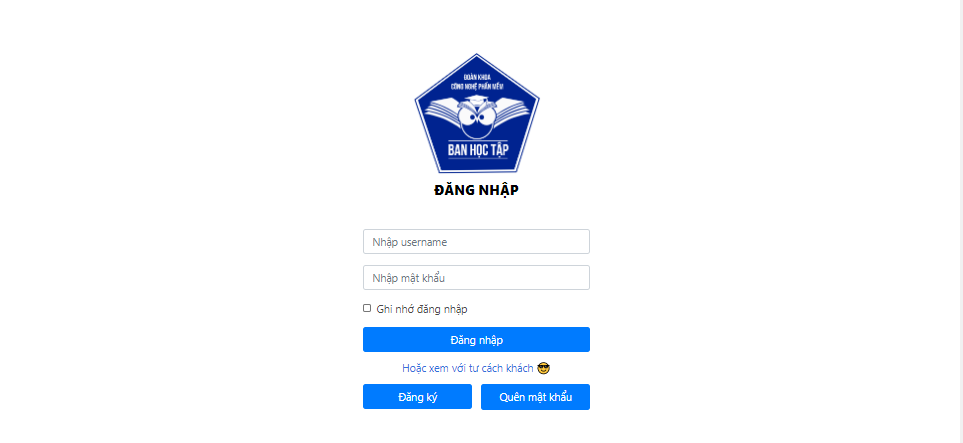 ĐOÀN KHOA
CÔNG NGHỆ PHẦN MỀM
BAN HỌC TẬP
ĐĂNG NHẬP
Nhập username
Nhập mật khẩu
Ghi nhớ đăng nhập
Đăng nhập
Hoặc xem với tư cách khách 😎
Đăng ký
Quên mật khẩu